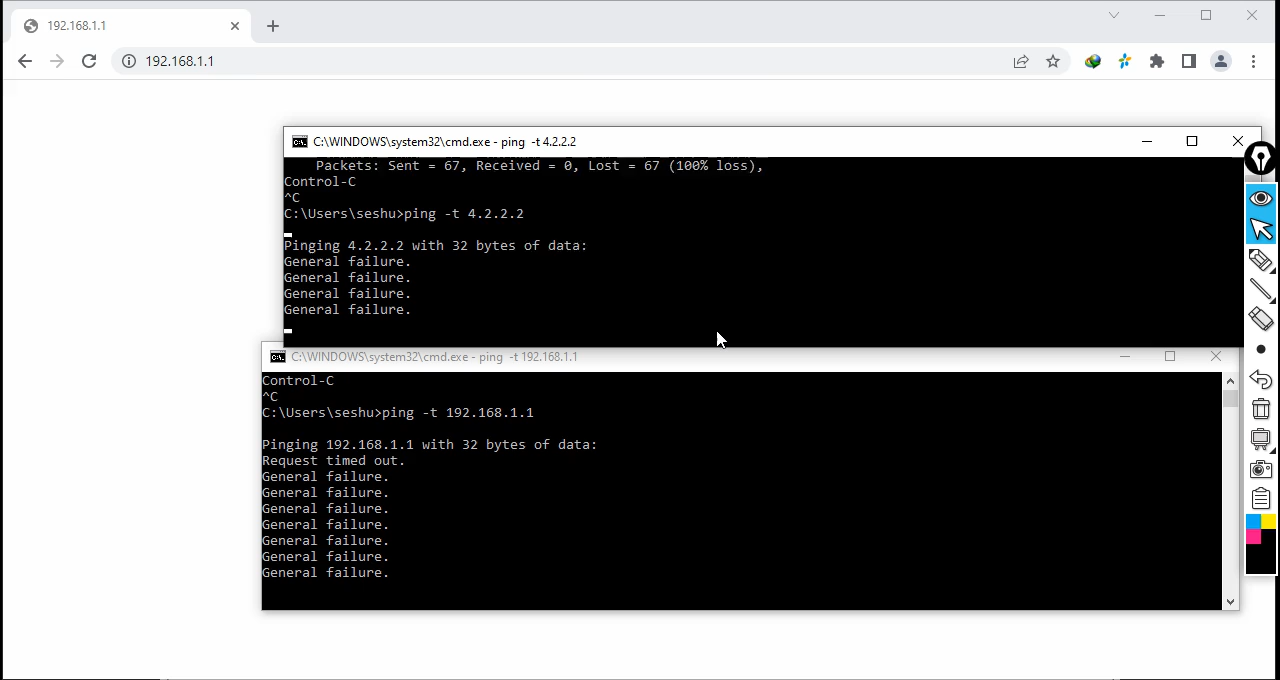 192.168.1.1
192.168.1.1
C:\WINDOWS\system32\cmd.exe - ping -t 4.2.2.2
Packets: Sent = 67, Received = 0, Lost = 67 (100% loss),
Control-C
^C
C:\Users\seshu>ping -t 4.2.2.2
Pinging 4.2.2.2 with 32 bytes of data:
General failure.
General failure.
General failure.
General failure.
C:\WINDOWS\system32\cmd.exe - ping -t 192.168.1.1
Control-C
^C
C:\Users\seshu>ping -t 192.168.1.1
Pinging 192.168.1.1 with 32 bytes of data:
Request timed out.
General failure.
General failure.
General failure.
General failure.
General failure.
General failure.
General failure.